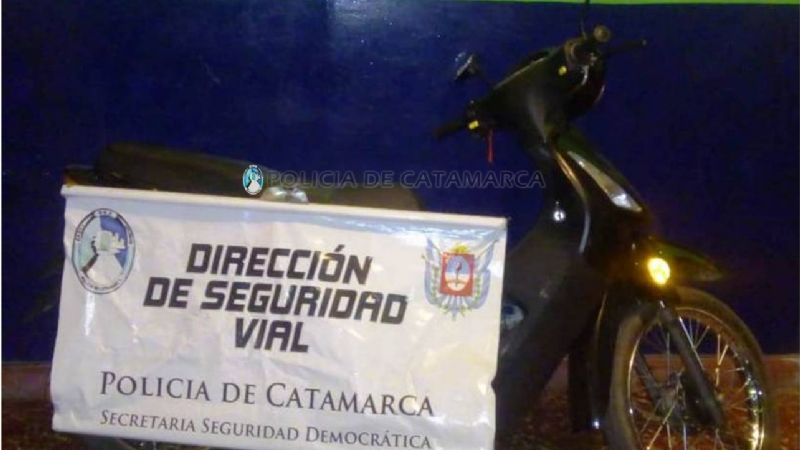 POLICIA DE CATAMARCA
DIRECCIÓN
DE SEGURIDAD
VIAL
POLICIA DE CATAMARCA
SECRETARIA SEGURIDAD DEMOCRÁTICA